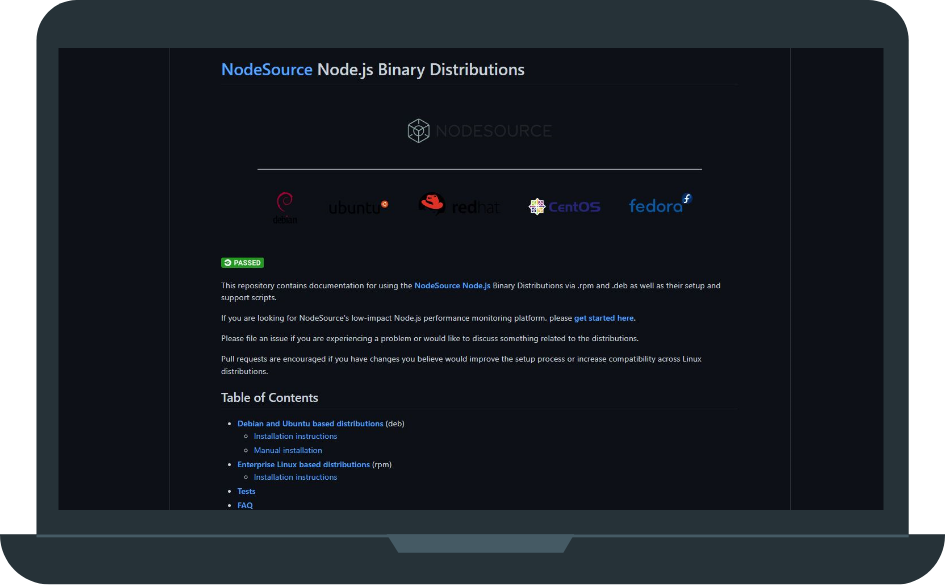 NodeSource Node.js Binary Distributions
NODESOURCE
debian
ubuntu
redhat
CentOS
fedora
PASSED
This repository contains documentation for using the NodeSource Node.js Binary Distributions via .rpm and .deb as well as their setup and
support scripts.
If you are looking for NodeSource's low-impact Node.js performance monitoring platform, please get started here.
Please file an issue if you are experiencing a problem or would like to discuss something related to the distributions.
Pull requests are encouraged if you have changes you believe would improve the setup process or increase compatibility across Linux
distributions.
Table of Contents
Debian and Ubuntu based distributions (deb)
Installation instructions
Manual installation
Enterprise Linux based distributions (rpm)
Installation instructions
Tests
FAQ